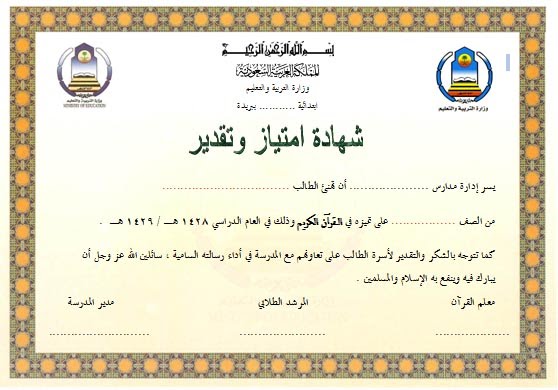 بسم الله الرحمن الرحيم
المملكة العربية السعودية
وزارة التربية والتعليم
ابتدائية ........... ببريدة
وزارة التربية والتعليم
MINISTRY OF EDUCATION
وزارة التربية والتعليم
شهادة امتياز وتقدير
يسر إدارة مدارس ..................... أن تهنئ الطالب ..................................
من الصف ................. على تميزه في القرآن الكريم وذلك في العام الدراسي ١٤٢٨ هـــ / ١٤٢٩ هـــ .
كما نتوجه بالشكر والتقدير لأسرة الطالب على تعاونهم مع المدرسة في أداء رسالته السامية ، سائلين الله عز وجل أن
يبارك فيه وينفع به الإسلام والمسلمين .
معلم القرآن المرشد الطلابي مدير المدرسة
.................... ........................... ...........................